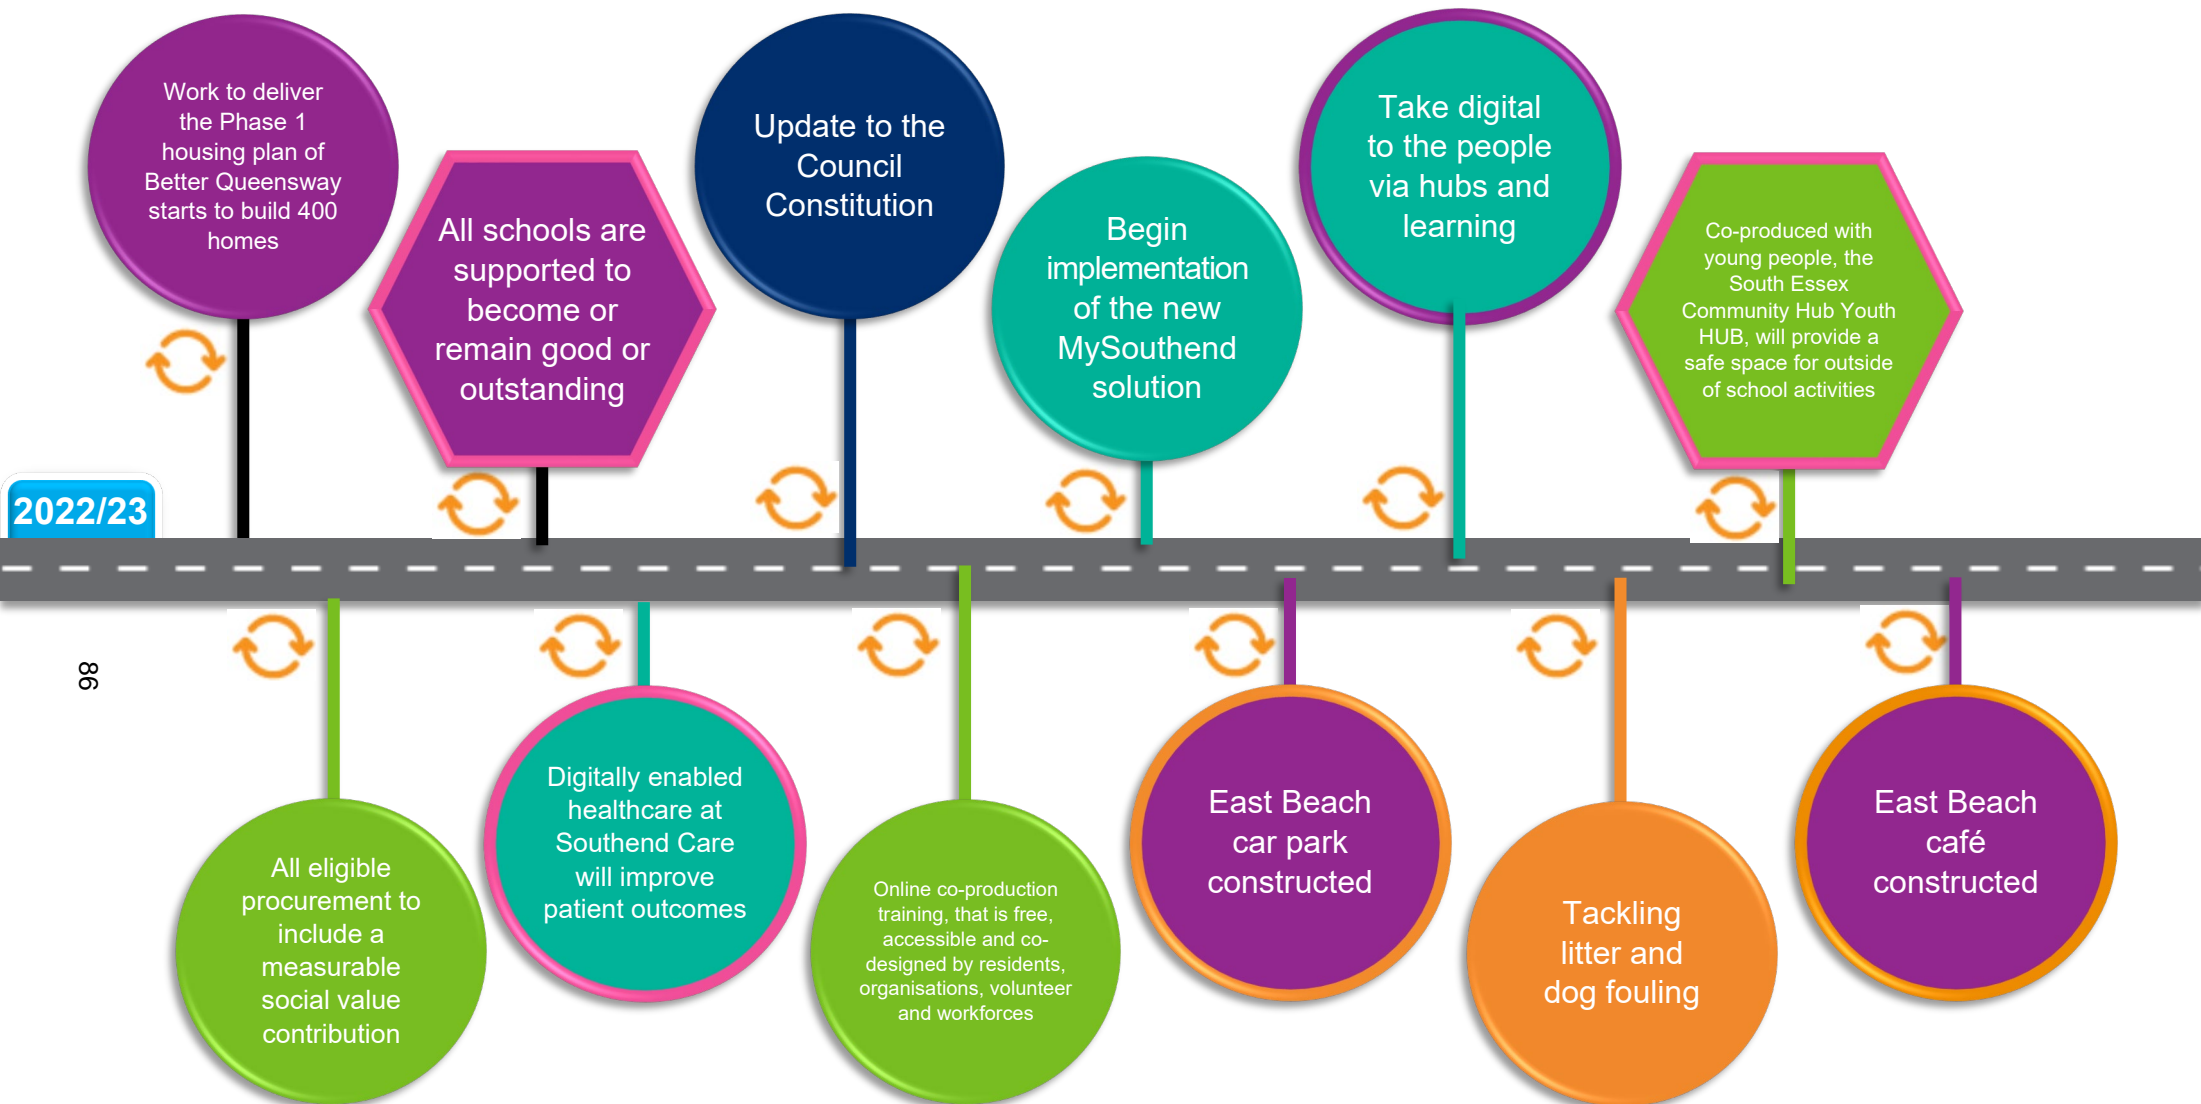 Work to deliver
the Phase 1
housing plan of
Better Queensway
starts to build 400
homes
All schools are
supported to
become or
remain good or
outstanding
Update to the
Council
Constitution
Begin
implementation
of the new
MySouthend
solution
Take digital
to the people
via hubs and
learning
Co-produced with
young people, the
South Essex
Community Hub Youth
HUB, will provide a
safe space for outside
of school activities
2022/23
86
All eligible
procurement to
include a
measurable
social value
contribution
Digitally enabled
healthcare at
Southend Care
will improve
patient outcomes
Online co-production
training, that is free,
accessible and co-
designed by residents,
organisations, volunteer
and workforces
East Beach
car park
constructed
Tackling
litter and
dog fouling
East Beach
café
constructed